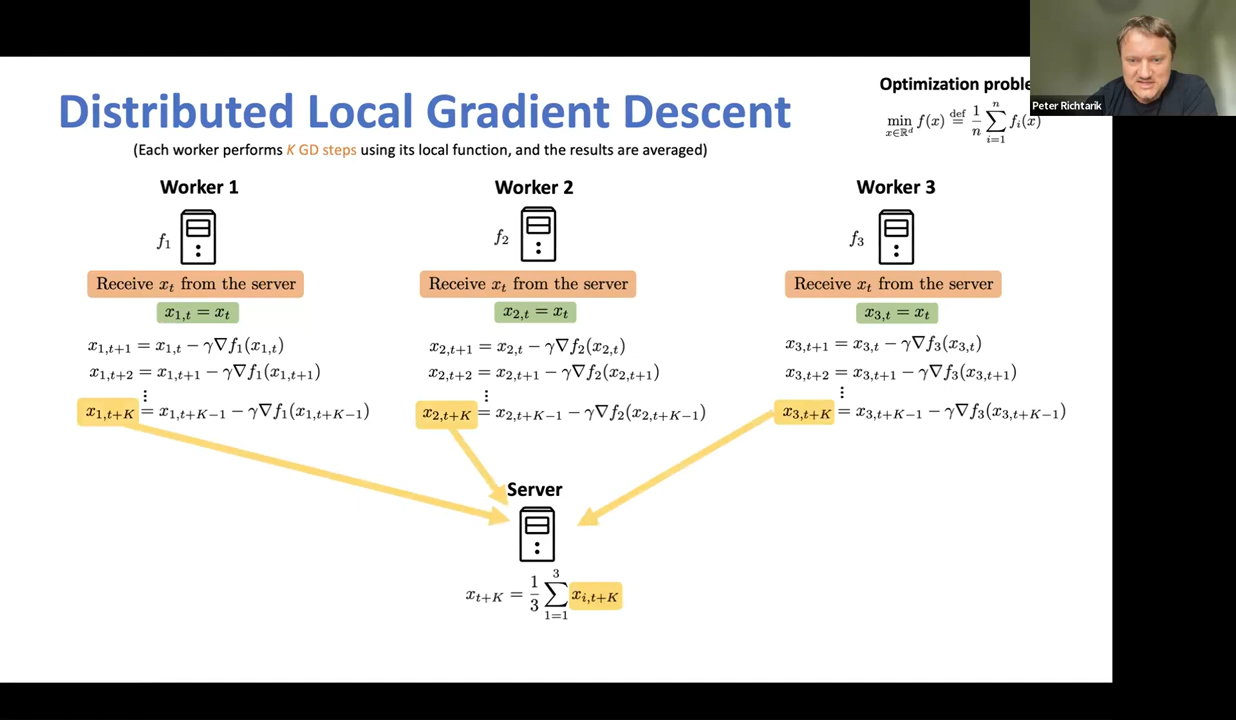 Distributed Local Gradient Descent
(Each worker performs K GD steps using its local function, and the results are averaged)
Optimization proble
min_{x∈ℝ^d} f(x) \overset{def}{=} \frac{1}{n} \sum_{i=1}^{n} f_i(x)
Peter Richtarik
Worker 1
f_1
Receive x_t from the server
x_{1,t} = x_t
x_{1,t+1} = x_{1,t} − γ∇f_1(x_{1,t})
x_{1,t+2} = x_{1,t+1} − γ∇f_1(x_{1,t+1})
⋮
x_{1,t+K} = x_{1,t+K−1} − γ∇f_1(x_{1,t+K−1})
Worker 2
f_2
Receive x_t from the server
x_{2,t} = x_t
x_{2,t+1} = x_{2,t} − γ∇f_2(x_{2,t})
x_{2,t+2} = x_{2,t+1} − γ∇f_2(x_{2,t+1})
⋮
x_{2,t+K} = x_{2,t+K−1} − γ∇f_2(x_{2,t+K−1})
Worker 3
f_3
Receive x_t from the server
x_{3,t} = x_t
x_{3,t+1} = x_{3,t} − γ∇f_3(x_{3,t})
x_{3,t+2} = x_{3,t+1} − γ∇f_3(x_{3,t+1})
⋮
x_{3,t+K} = x_{3,t+K−1} − γ∇f_3(x_{3,t+K−1})
Server
x_{t+K} = \frac{1}{3} \sum_{1=1}^{3} x_{i,t+K}